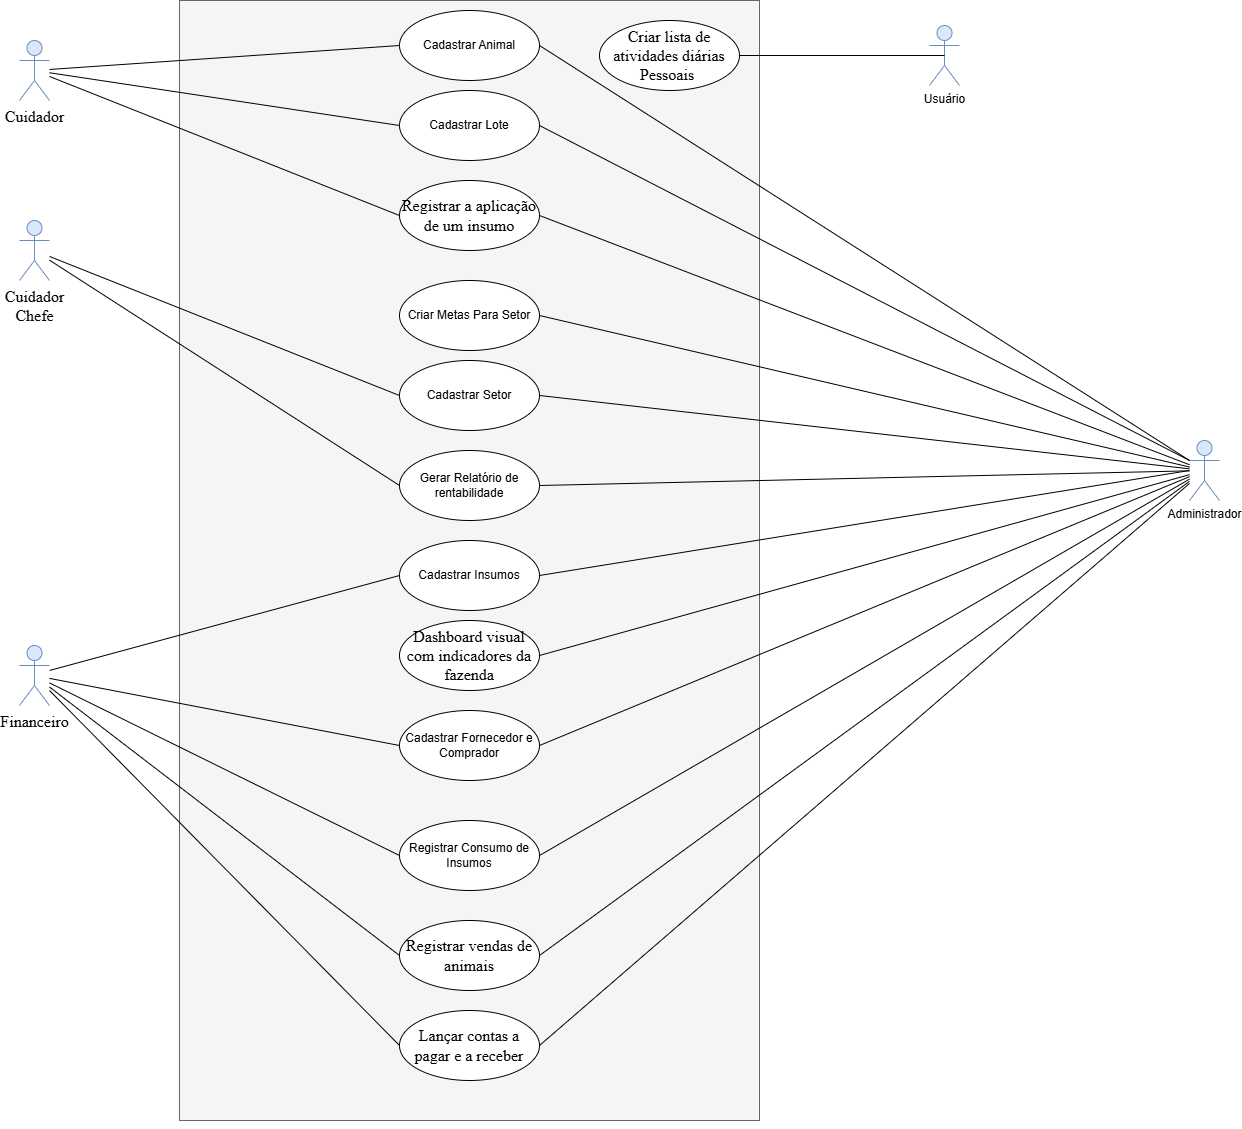 Cadastrar Animal
Criar lista de
atividades diárias
Pessoais
Usuário
Cuidador
Cadastrar Lote
Registrar a aplicação
de um insumo
Cuidador
Chefe
Criar Metas Para Setor
Cadastrar Setor
Gerar Relatório de
rentabilidade
Administrador
Cadastrar Insumos
Dashboard visual
com indicadores da
fazenda
Financeiro
Cadastrar Fornecedor e
Comprador
Registrar Consumo de
Insumos
Registrar vendas de
animais
Lançar contas a
pagar e a receber